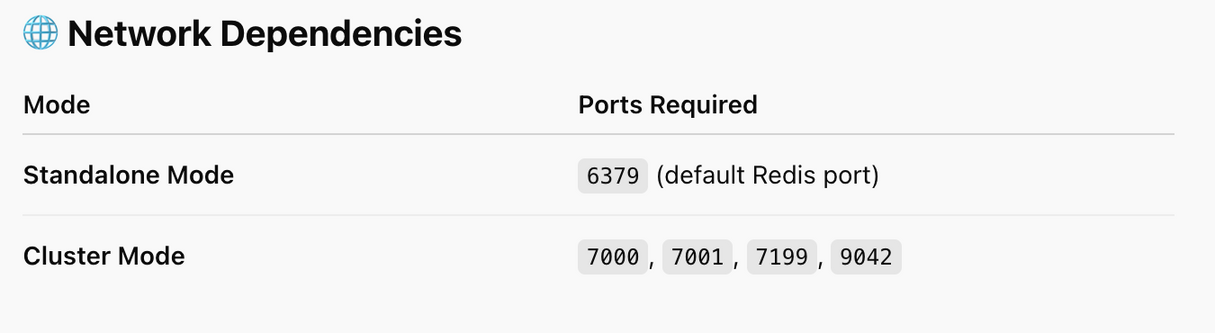 🌐 Network Dependencies
Mode Ports Required
Standalone Mode 6379 (default Redis port)
Cluster Mode 7000, 7001, 7199, 9042